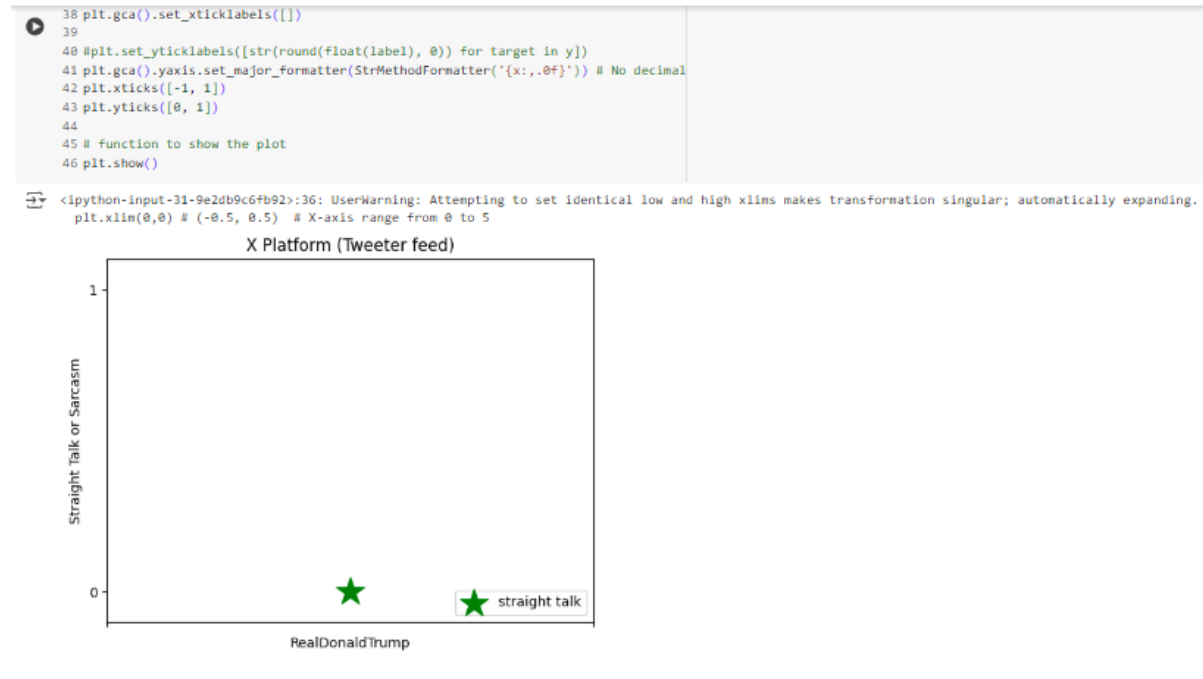 38 plt.gca().set_xticklabels([])
39
40 #plt.set_yticklabels([str(round(float(label), 0)) for target in y])
41 plt.gca().yaxis.set_major_formatter(StrMethodFormatter('{x:,.0f}')) # No decimal
42 plt.xticks([-1, 1])
43 plt.yticks([0, 1])
44
45 # function to show the plot
46 plt.show()
<ipython-input-31-9e2db9c6fb92>:36: UserWarning: Attempting to set identical low and high xlims makes transformation singular; automatically expanding.
plt.xlim(0,0) # (-0.5, 0.5)  # X-axis range from 0 to 5
X Platform (Tweeter feed)
1
Straight Talk or Sarcasm
0
straight talk
RealDonaldTrump